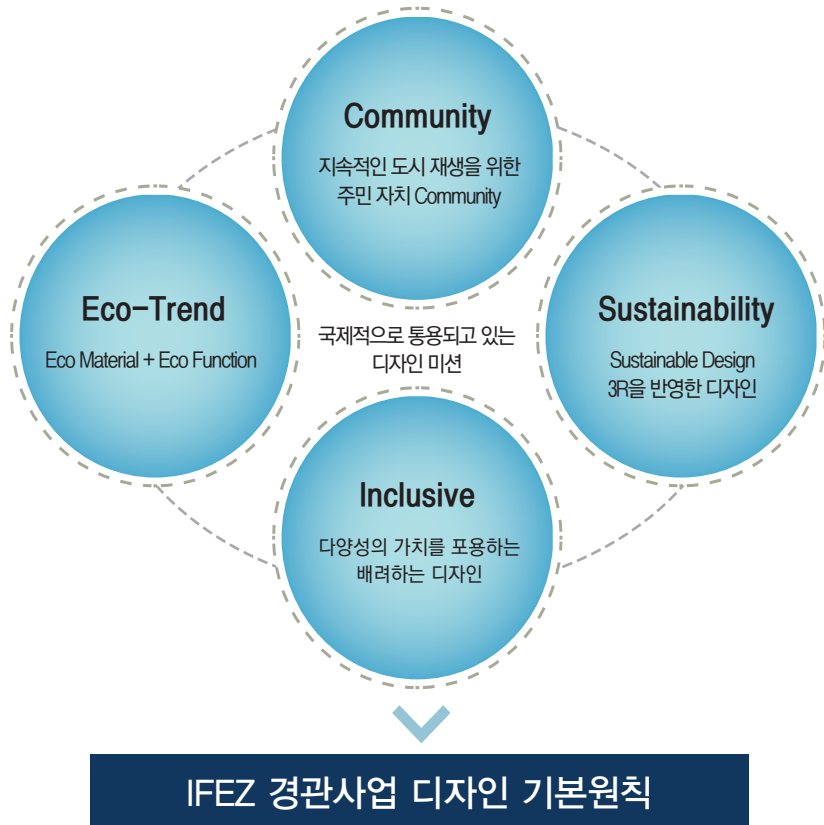 Community
지속적인 도시 재생을 위한
주민 자치 Community
Eco-Trend
Eco Material + Eco Function
국제적으로 통용되고 있는
디자인 미션
Sustainability
Sustainable Design
3R을 반영한 디자인
Inclusive
다양성의 가치를 포용하는
배려하는 디자인
IFEZ 경관사업 디자인 기본원칙